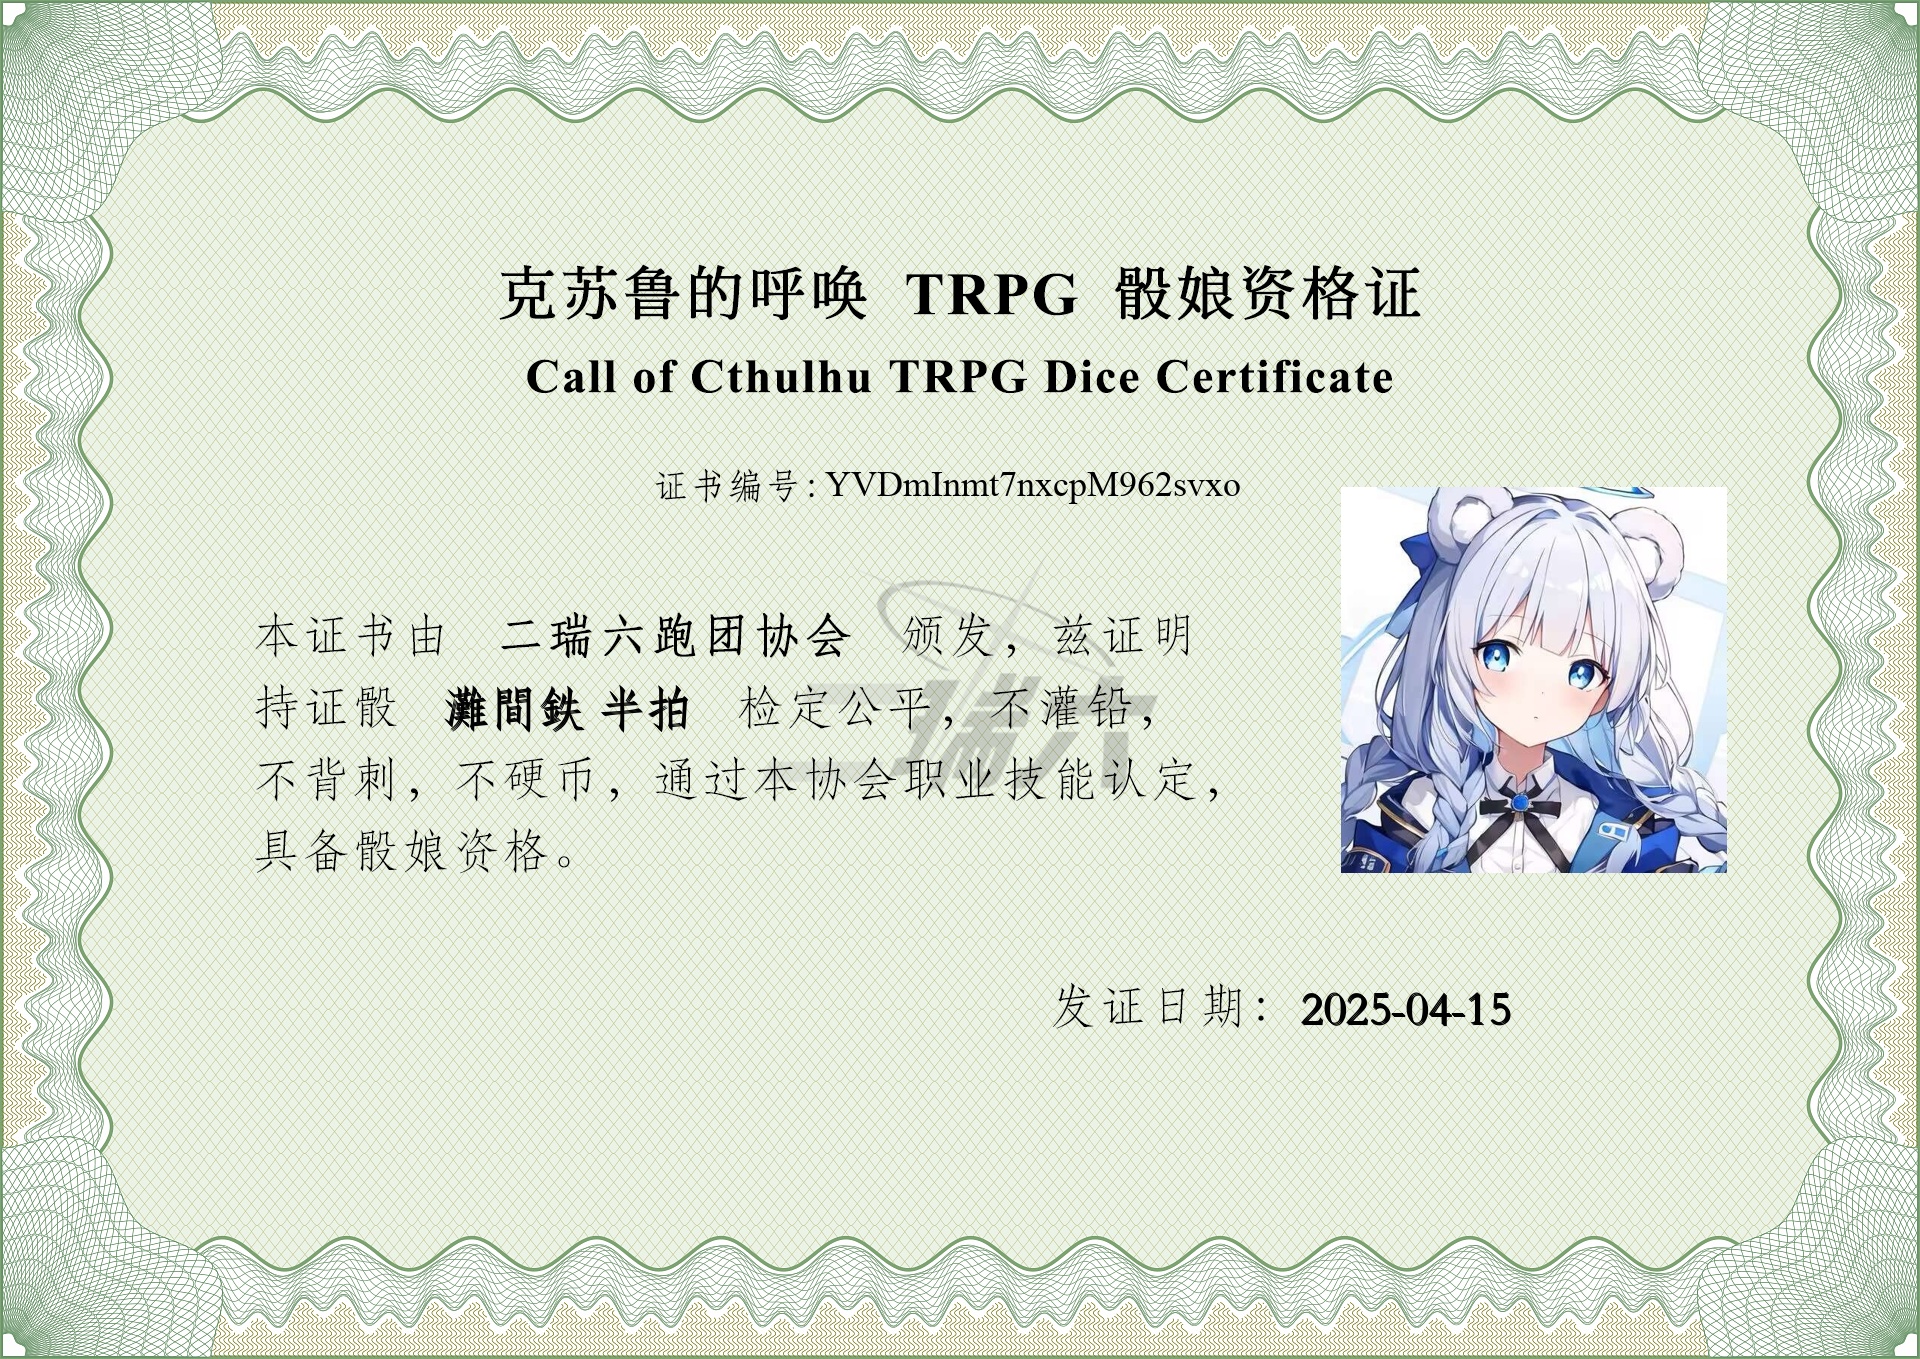 克苏鲁的呼唤 TRPG 骰娘资格证
Call of Cthulhu TRPG Dice Certificate
证书编号: YVDmInmt7nxcpM962svxo
本证书由 二瑞六跑团协会 颁发，兹证明
持证骰 灘間鉄 半拍 检定公平，不灌铅，
不背刺，不硬币，通过本协会职业技能认定，
具备骰娘资格。
二瑞六
发证日期： 2025-04-15